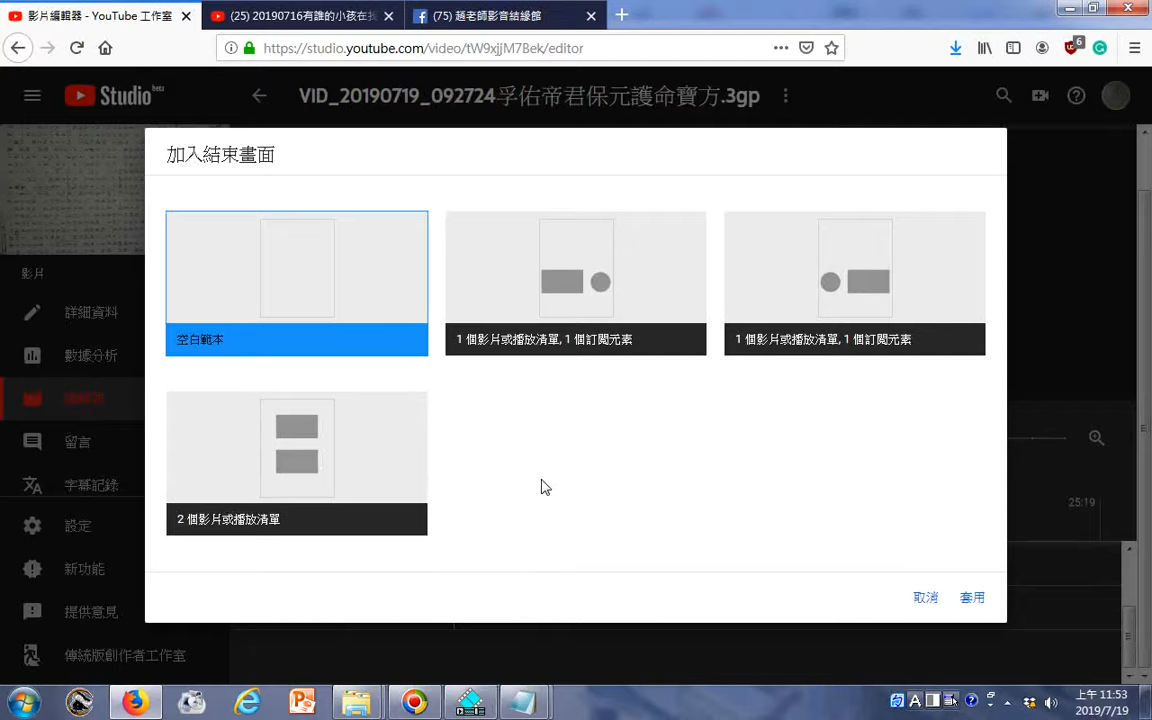 影片編輯器 - YouTube 工作室
(25) 20190716有誰的小孩在找
(75) 趙老師影音結緣館
https://studio.youtube.com/video/tW9xjjM7Bek/editor
6
Studio beta
VID_20190719_092724孚佑帝君保元護命寶方.3gp
加入結束畫面
空白範本
1 個影片或播放清單, 1 個訂閱元素
1 個影片或播放清單, 1 個訂閱元素
2 個影片或播放清單
取消
套用
影片
詳細資料
數據分析
編輯器
留言
字幕記錄
設定
新功能
提供意見
傳統版創作者工作室
25:19
上午 11:53
2019/7/19